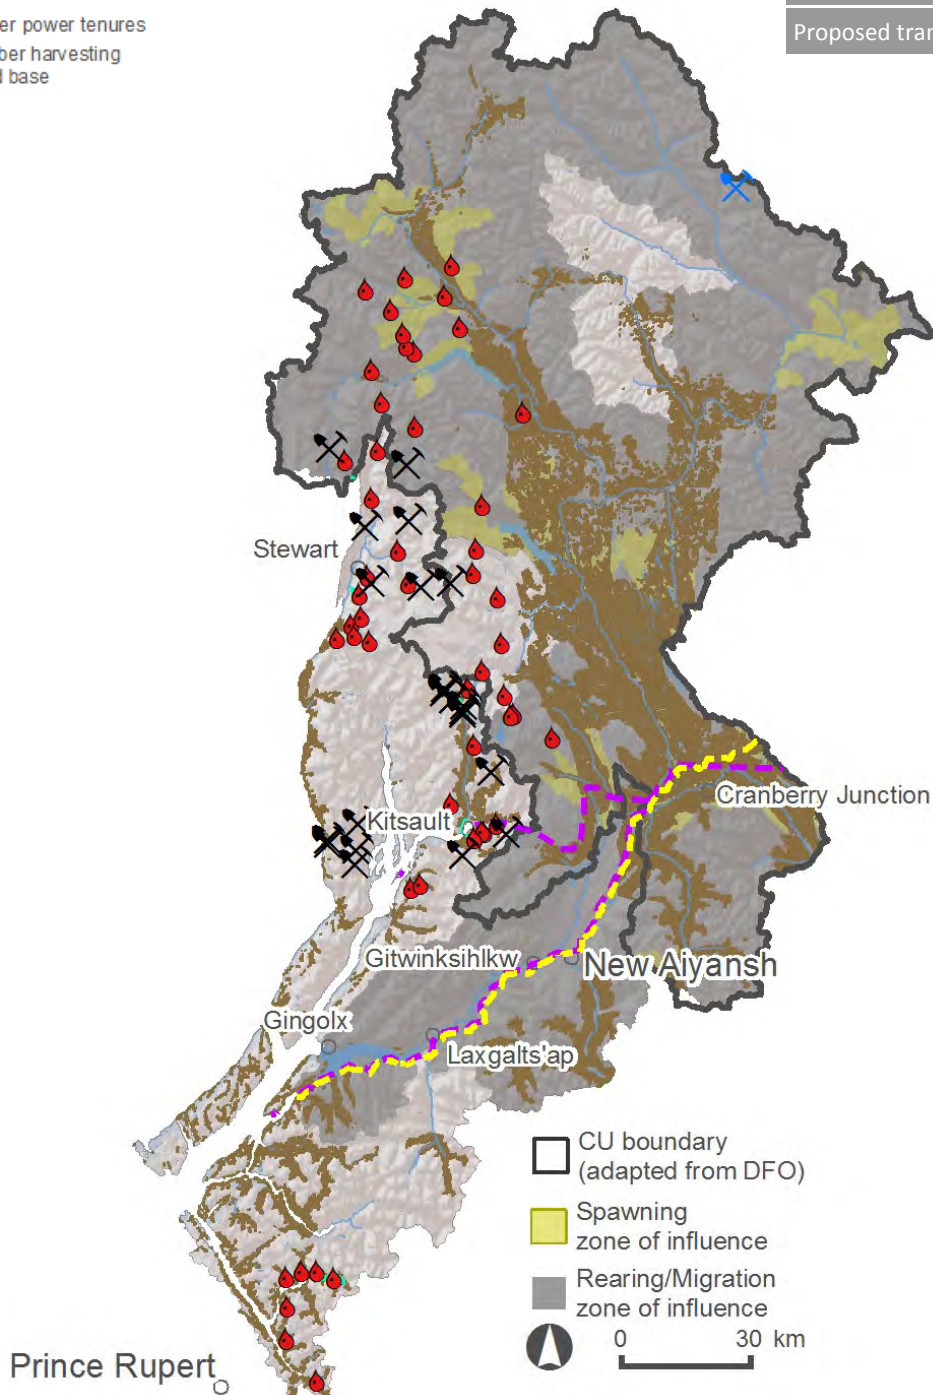 er power tenures
ber harvesting
d base
Proposed tran
Stewart
Kitsault
Cranberry Junction
Gitwinksihlkw
New Aiyansh
Gingolx
Laxgalts'ap
CU boundary
(adapted from DFO)
Spawning
zone of influence
Rearing/Migration
zone of influence
0 30 km
Prince Rupert